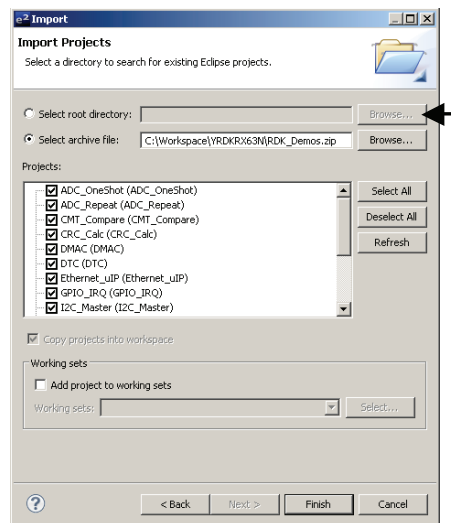 e² Import
Import Projects
Select a directory to search for existing Eclipse projects.
Select root directory:
Browse...
Select archive file:
C:\Workspace\YRDKRX63N\RDK_Demos.zip
Browse...
Projects:
ADC_OneShot (ADC_OneShot)
ADC_Repeat (ADC_Repeat)
CMT_Compare (CMT_Compare)
CRC_Calc (CRC_Calc)
DMAC (DMAC)
DTC (DTC)
Ethernet_uIP (Ethernet_uIP)
GPIO_IRQ (GPIO_IRQ)
I2C_Master (I2C_Master)
Select All
Deselect All
Refresh
Copy projects into workspace
Working sets
Add project to working sets
Working sets:
Select...
?
< Back
Next >
Finish
Cancel